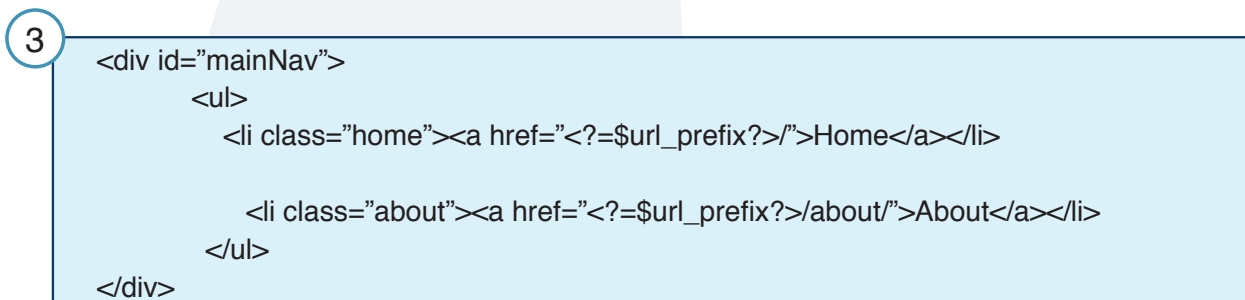 3
<div id=”mainNav”>
<ul>
<li class=”home”><a href=”<?=$url_prefix?>/”>Home</a></li>
<li class=”about”><a href=”<?=$url_prefix?>/about/”>About</a></li>
</ul>
</div>